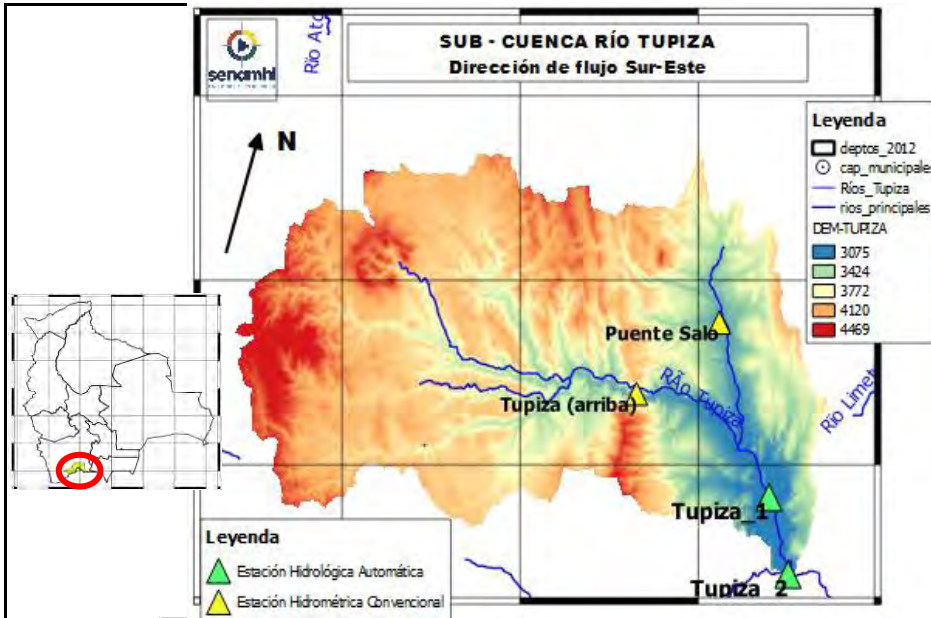 senamhi
Río Atc
SUB - CUENCA RÍO TUPIZA
Dirección de flujo Sur-Este
N
Leyenda
deptos_2012
cap_municipales
Ríos_Tupiza
rios_principales
DEM-TUPIZA
3075
3424
3772
4120
4469
Puente Salo
RÃo Tupiza
Tupiza (arriba)
Río Limet
Tupiza_1
Tupiza_2
Leyenda
Estación Hidrológica Automática
Estación Hidrométrica Convencional